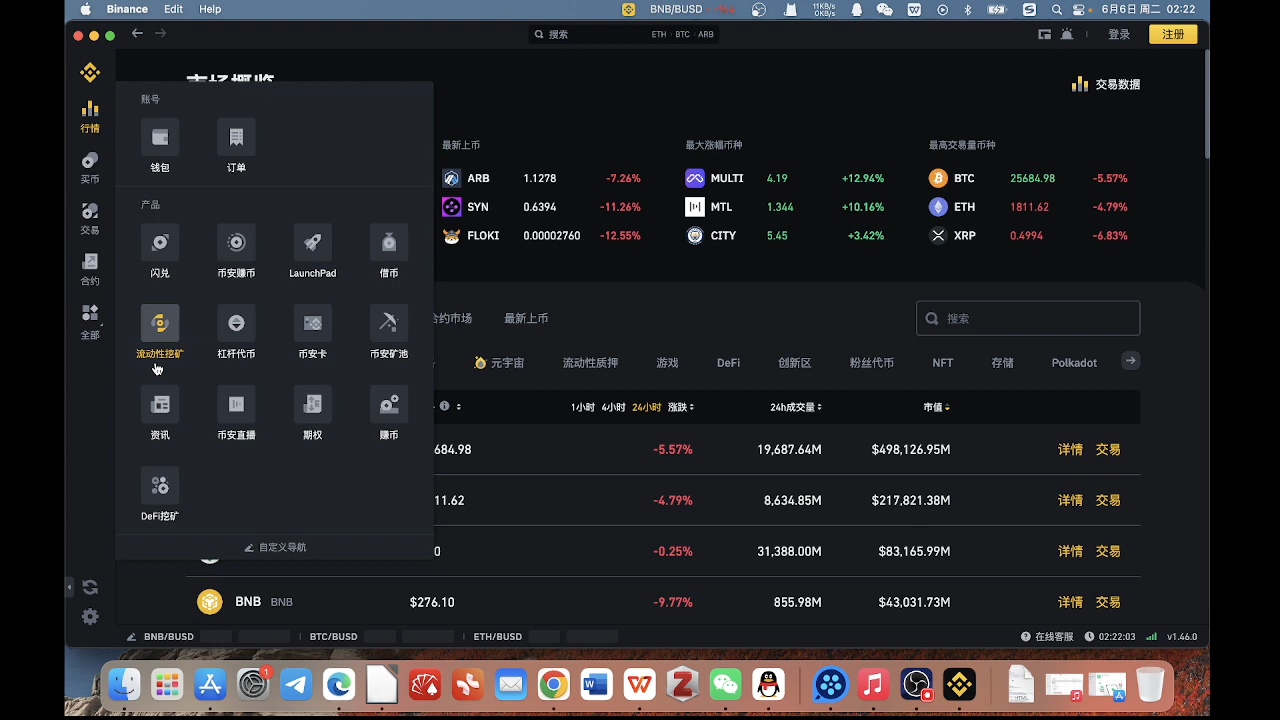 Binance Edit Help BNB/BUSD 11KB/s 0KB/s 6月6日 周二 02:22
搜索 ETH · BTC · ARB 登录 注册
行情
买币
交易
合约
全部
账号
钱包 订单
产品
闪兑 币安赚币 LaunchPad 借币
流动性挖矿 杠杆代币 币安卡 币安矿池
资讯 币安直播 期权 赚币
DeFi挖矿
自定义导航
市场概览 交易数据
最新上币 最大涨幅币种 最高交易量币种
ARB 1.1278 -7.26% MULTI 4.19 +12.94% BTC 25684.98 -5.57%
SYN 0.6394 -11.26% MTL 1.344 +10.16% ETH 1811.62 -4.79%
FLOKI 0.00002760 -12.55% CITY 5.45 +3.42% XRP 0.4994 -6.83%
合约市场 最新上币 搜索
元宇宙 流动性质押 游戏 DeFi 创新区 粉丝代币 NFT 存储 Polkadot
1小时 4小时 24小时 涨跌 24h成交量 市值
684.98 -5.57% 19,687.64M $498,126.95M 详情 交易
11.62 -4.79% 8,634.85M $217,821.38M 详情 交易
0 -0.25% 31,388.00M $83,165.99M 详情 交易
BNB BNB $276.10 -9.77% 855.98M $43,031.73M 详情 交易
BNB/BUSD BTC/BUSD ETH/BUSD 在线客服 02:22:03 v1.46.0